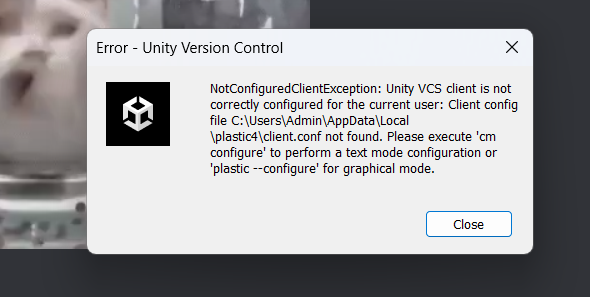 Error - Unity Version Control
NotConfiguredClientException: Unity VCS client is not
correctly configured for the current user: Client config
file C:\Users\Admin\AppData\Local
\plastic4\client.conf not found. Please execute 'cm
configure' to perform a text mode configuration or
'plastic --configure' for graphical mode.
Close